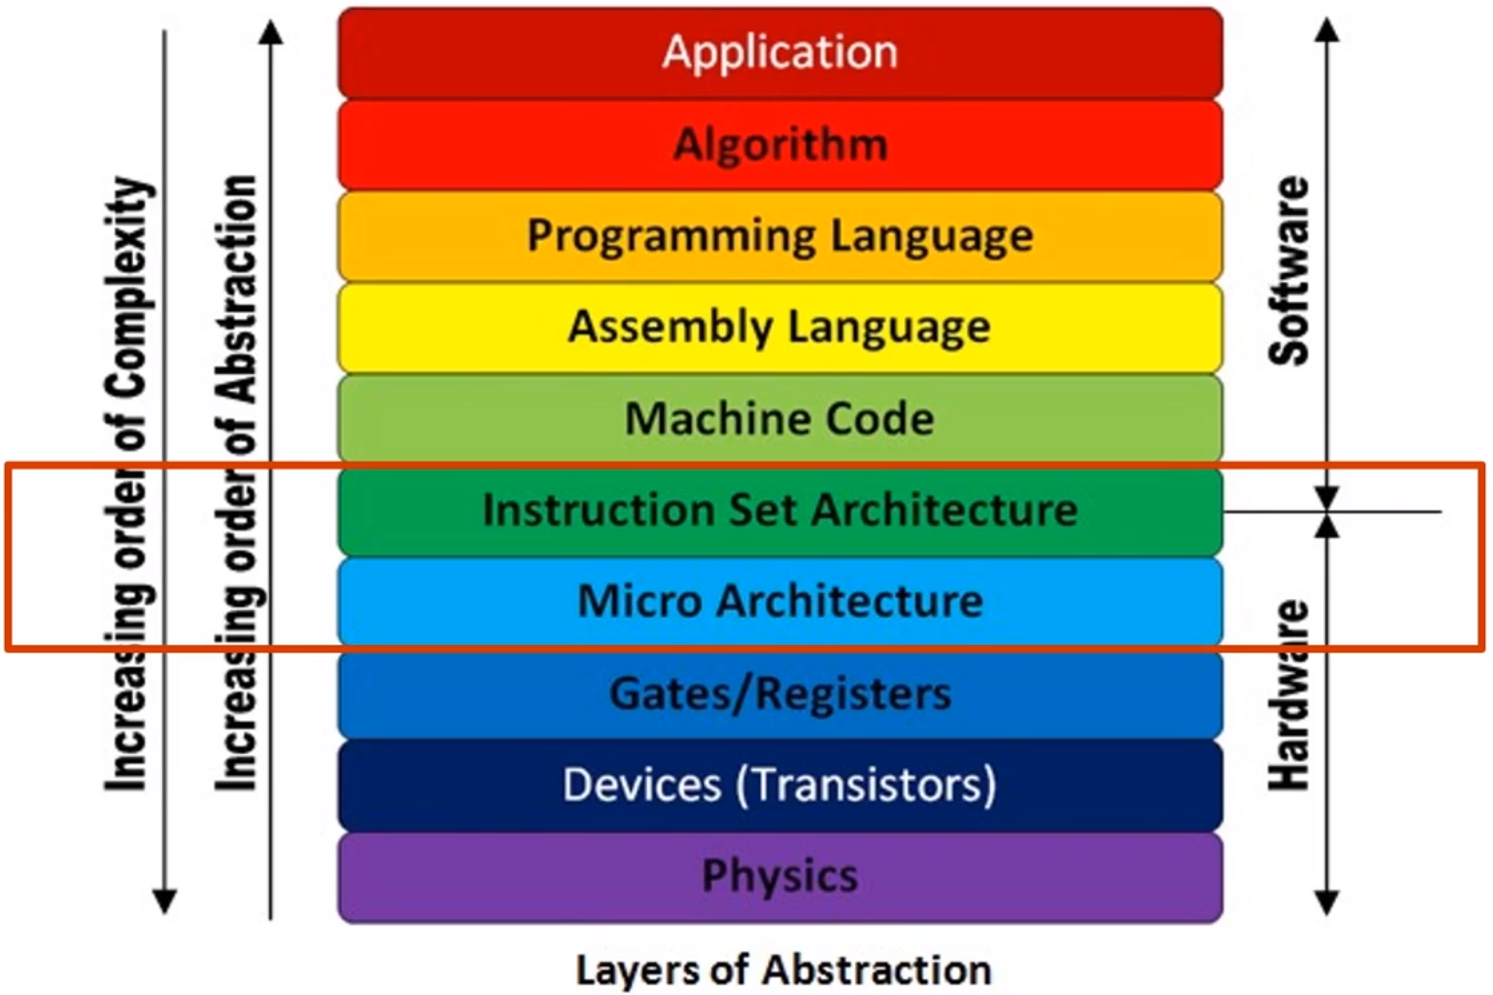 Application
Algorithm
Programming Language
Assembly Language
Machine Code
Instruction Set Architecture
Micro Architecture
Gates/Registers
Devices (Transistors)
Physics
Increasing order of Complexity
Increasing order of Abstraction
Software
Hardware
Layers of Abstraction